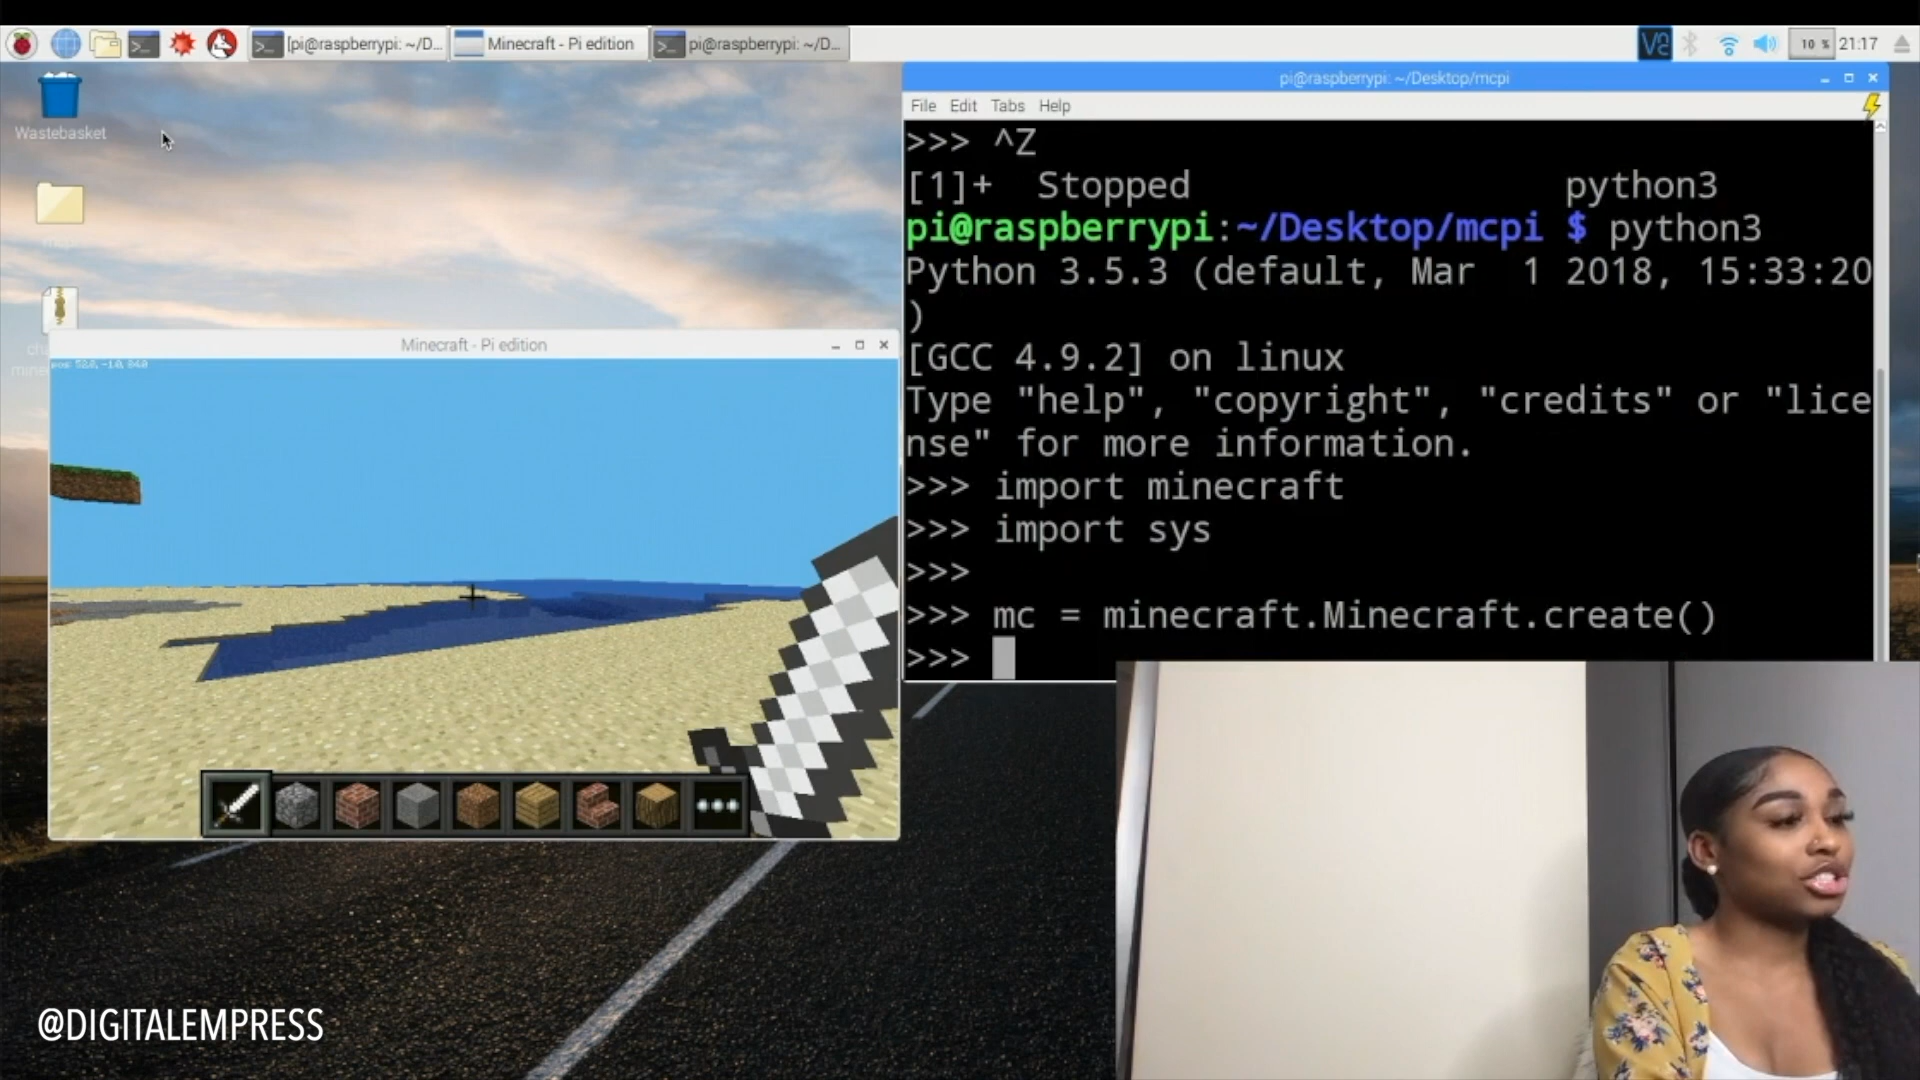 [pi@raspberrypi: ~/D...
Minecraft - Pi edition
pi@raspberrypi: ~/D...
10 %
21:17
Wastebasket
pi@raspberrypi: ~/Desktop/mcpi
File Edit Tabs Help
>>> ^Z
[1]+  Stopped                 python3
pi@raspberrypi:~/Desktop/mcpi $ python3
Python 3.5.3 (default, Mar  1 2018, 15:33:20
)
[GCC 4.9.2] on linux
Type "help", "copyright", "credits" or "lice
nse" for more information.
>>> import minecraft
>>> import sys
>>>
>>> mc = minecraft.Minecraft.create()
>>>
Minecraft - Pi edition
@DIGITALEMPRESS